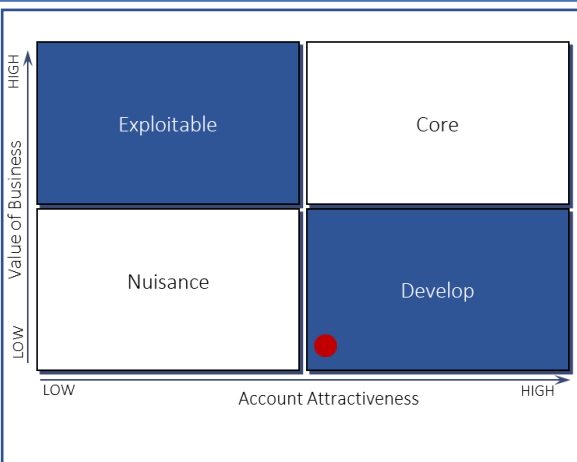 HIGH
Exploitable
Core
Value of Business
Nuisance
Develop
LOW
LOW
HIGH
Account Attractiveness